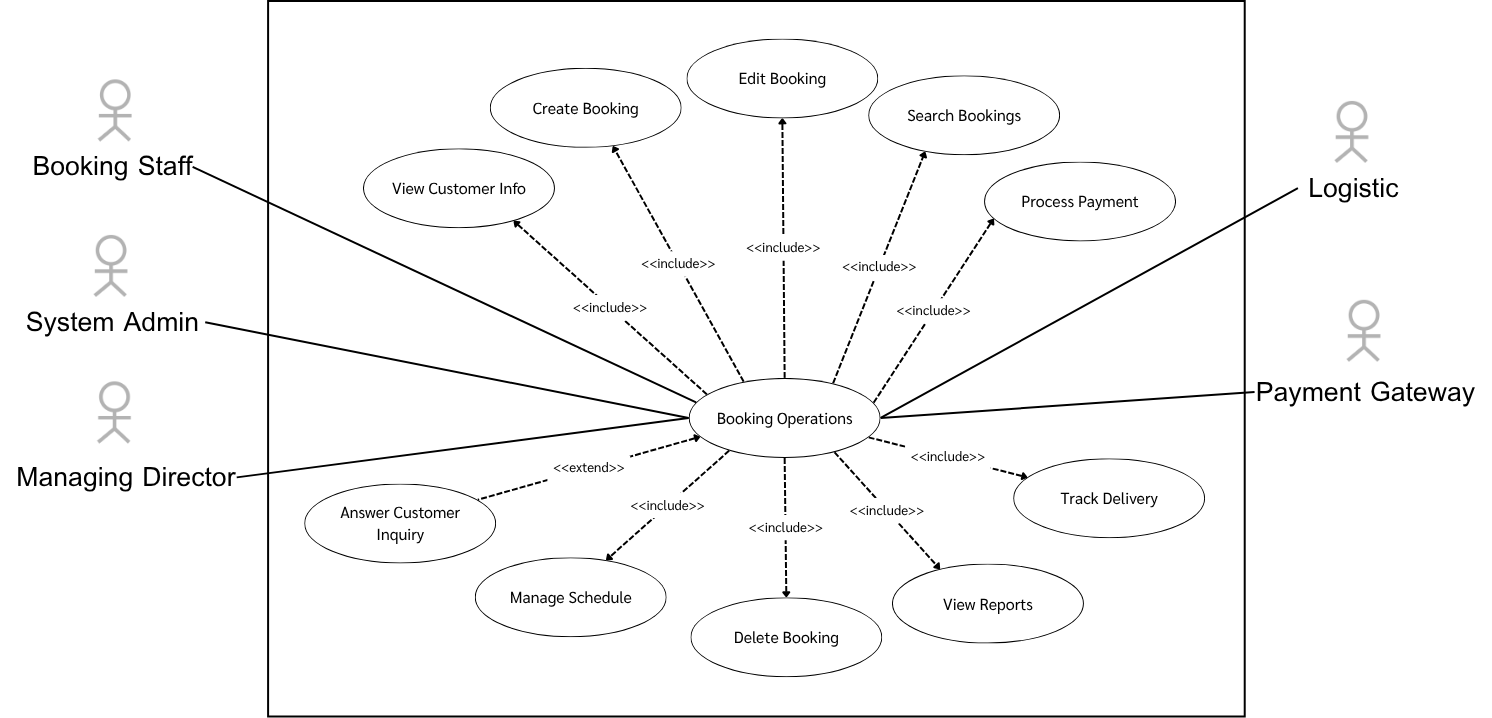 Edit Booking
Create Booking
Search Bookings
Booking Staff
View Customer Info
Process Payment
Logistic
<<include>>
<<include>>
<<include>>
<<include>>
<<include>>
System Admin
Payment Gateway
Booking Operations
Managing Director
<<extend>>
<<include>>
<<include>>
<<include>>
<<include>>
Answer Customer
Inquiry
Track Delivery
Manage Schedule
Delete Booking
View Reports